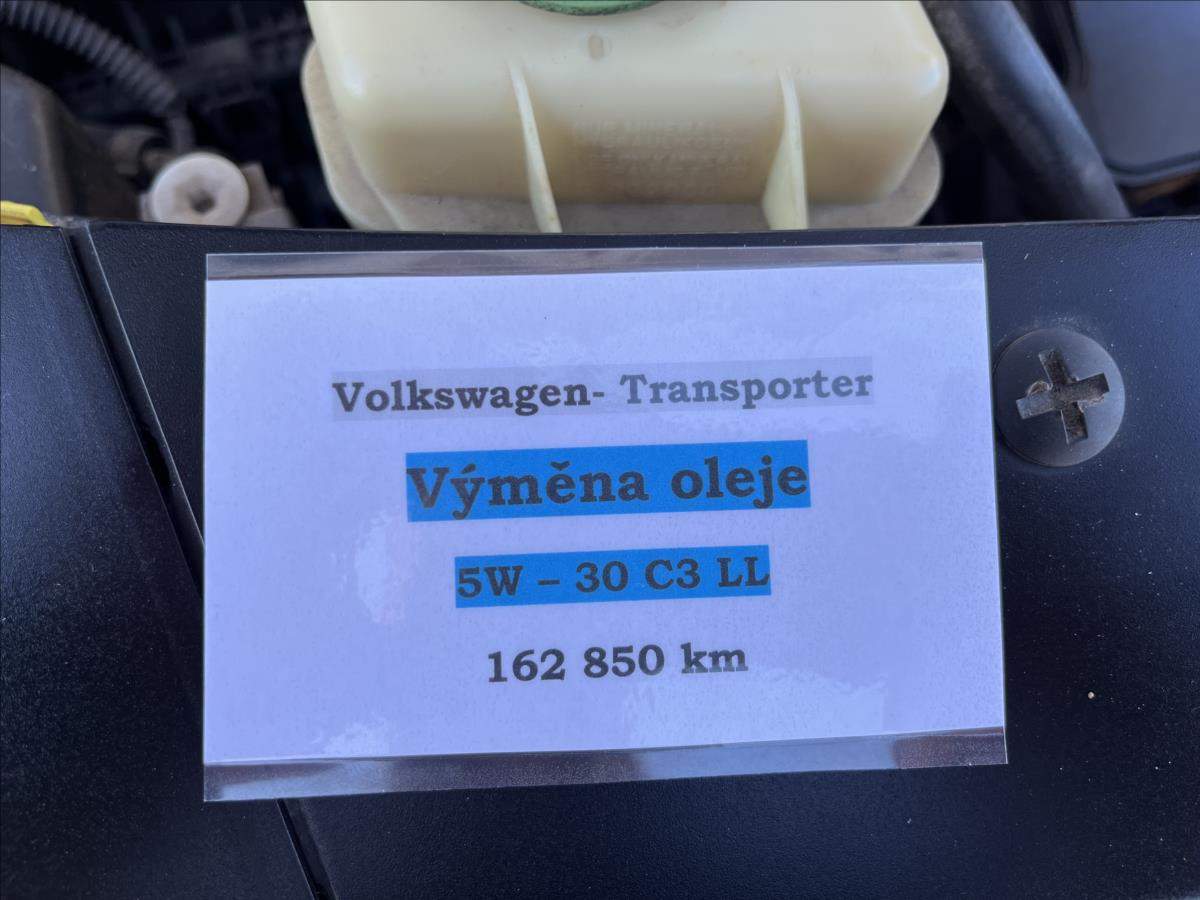 Volkswagen- Transporter
Výměna oleje
5W – 30 C3 LL
162 850 km